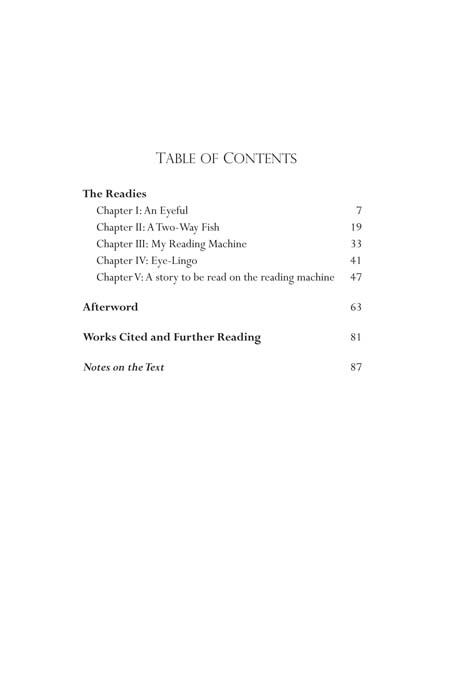 TABLE OF CONTENTS
The Readies
Chapter I: An Eyeful 7
Chapter II: A Two-Way Fish 19
Chapter III: My Reading Machine 33
Chapter IV: Eye-Lingo 41
Chapter V: A story to be read on the reading machine 47
Afterword 63
Works Cited and Further Reading 81
Notes on the Text 87